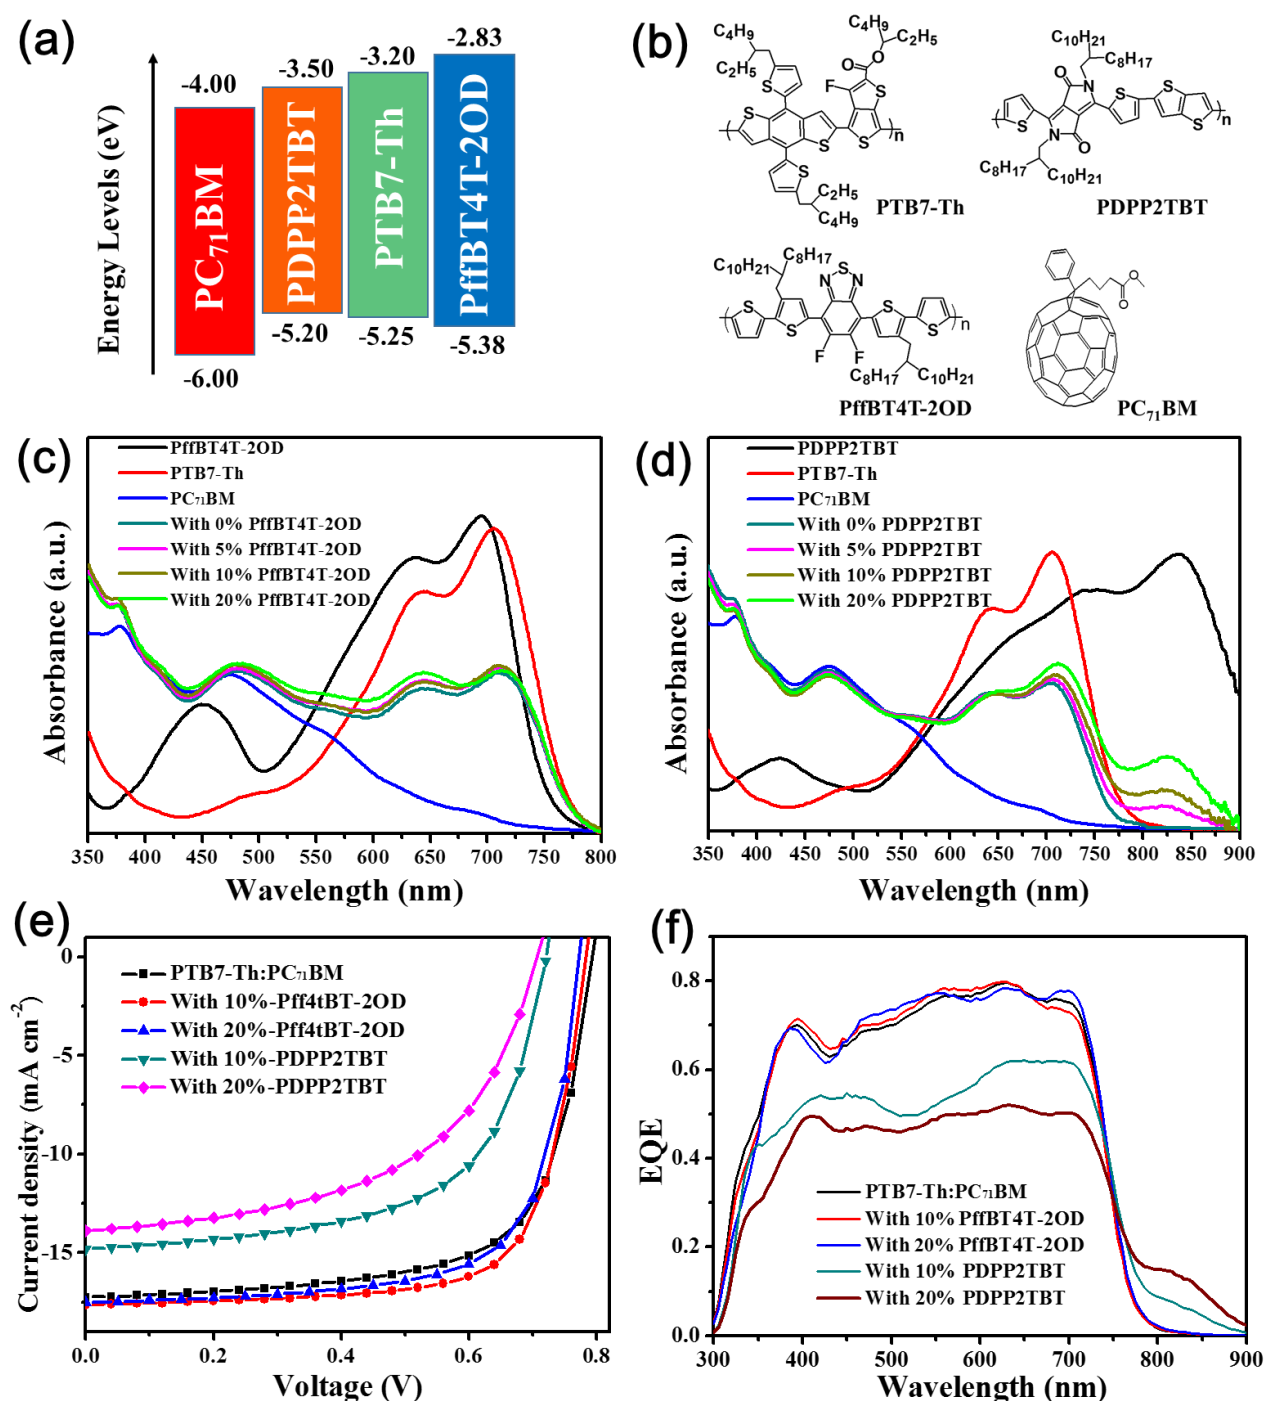 (a)
-4.00
-3.50
-3.20
-2.83
Energy Levels (eV)
PC₇₁BM
PDPP2TBT
PTB7-Th
PffBT4T-2OD
-6.00
-5.20
-5.25
-5.38
(b)
C₄H₉
C₂H₅
S
C₄H₉
C₂H₅
O
O
F
S
S
S
S
S
n
C₂H₅
C₄H₉
PTB7-Th
C₁₀H₂₁
C₈H₁₇
O
N
S
S
S
S
n
N
O
C₈H₁₇
C₁₀H₂₁
PDPP2TBT
C₁₀H₂₁
C₈H₁₇
S
N
N
S
S
S
S
n
F
F
C₈H₁₇
C₁₀H₂₁
PffBT4T-2OD
O
O
PC₇₁BM
(c)
PffBT4T-2OD
PTB7-Th
PC₇₁BM
With 0% PffBT4T-2OD
With 5% PffBT4T-2OD
With 10% PffBT4T-2OD
With 20% PffBT4T-2OD
Absorbance (a.u.)
350 400 450 500 550 600 650 700 750 800
Wavelength (nm)
(d)
PDPP2TBT
PTB7-Th
PC₇₁BM
With 0% PDPP2TBT
With 5% PDPP2TBT
With 10% PDPP2TBT
With 20% PDPP2TBT
Absorbance (a.u.)
350 400 450 500 550 600 650 700 750 800 850 900
Wavelength (nm)
(e)
0
-5
-10
-15
Current density (mA cm⁻²)
PTB7-Th:PC₇₁BM
With 10%-Pff4tBT-2OD
With 20%-Pff4tBT-2OD
With 10%-PDPP2TBT
With 20%-PDPP2TBT
0.0 0.2 0.4 0.6 0.8
Voltage (V)
(f)
0.8
0.6
0.4
0.2
0.0
EQE
PTB7-Th:PC₇₁BM
With 10% PffBT4T-2OD
With 20% PffBT4T-2OD
With 10% PDPP2TBT
With 20% PDPP2TBT
300 400 500 600 700 800 900
Wavelength (nm)